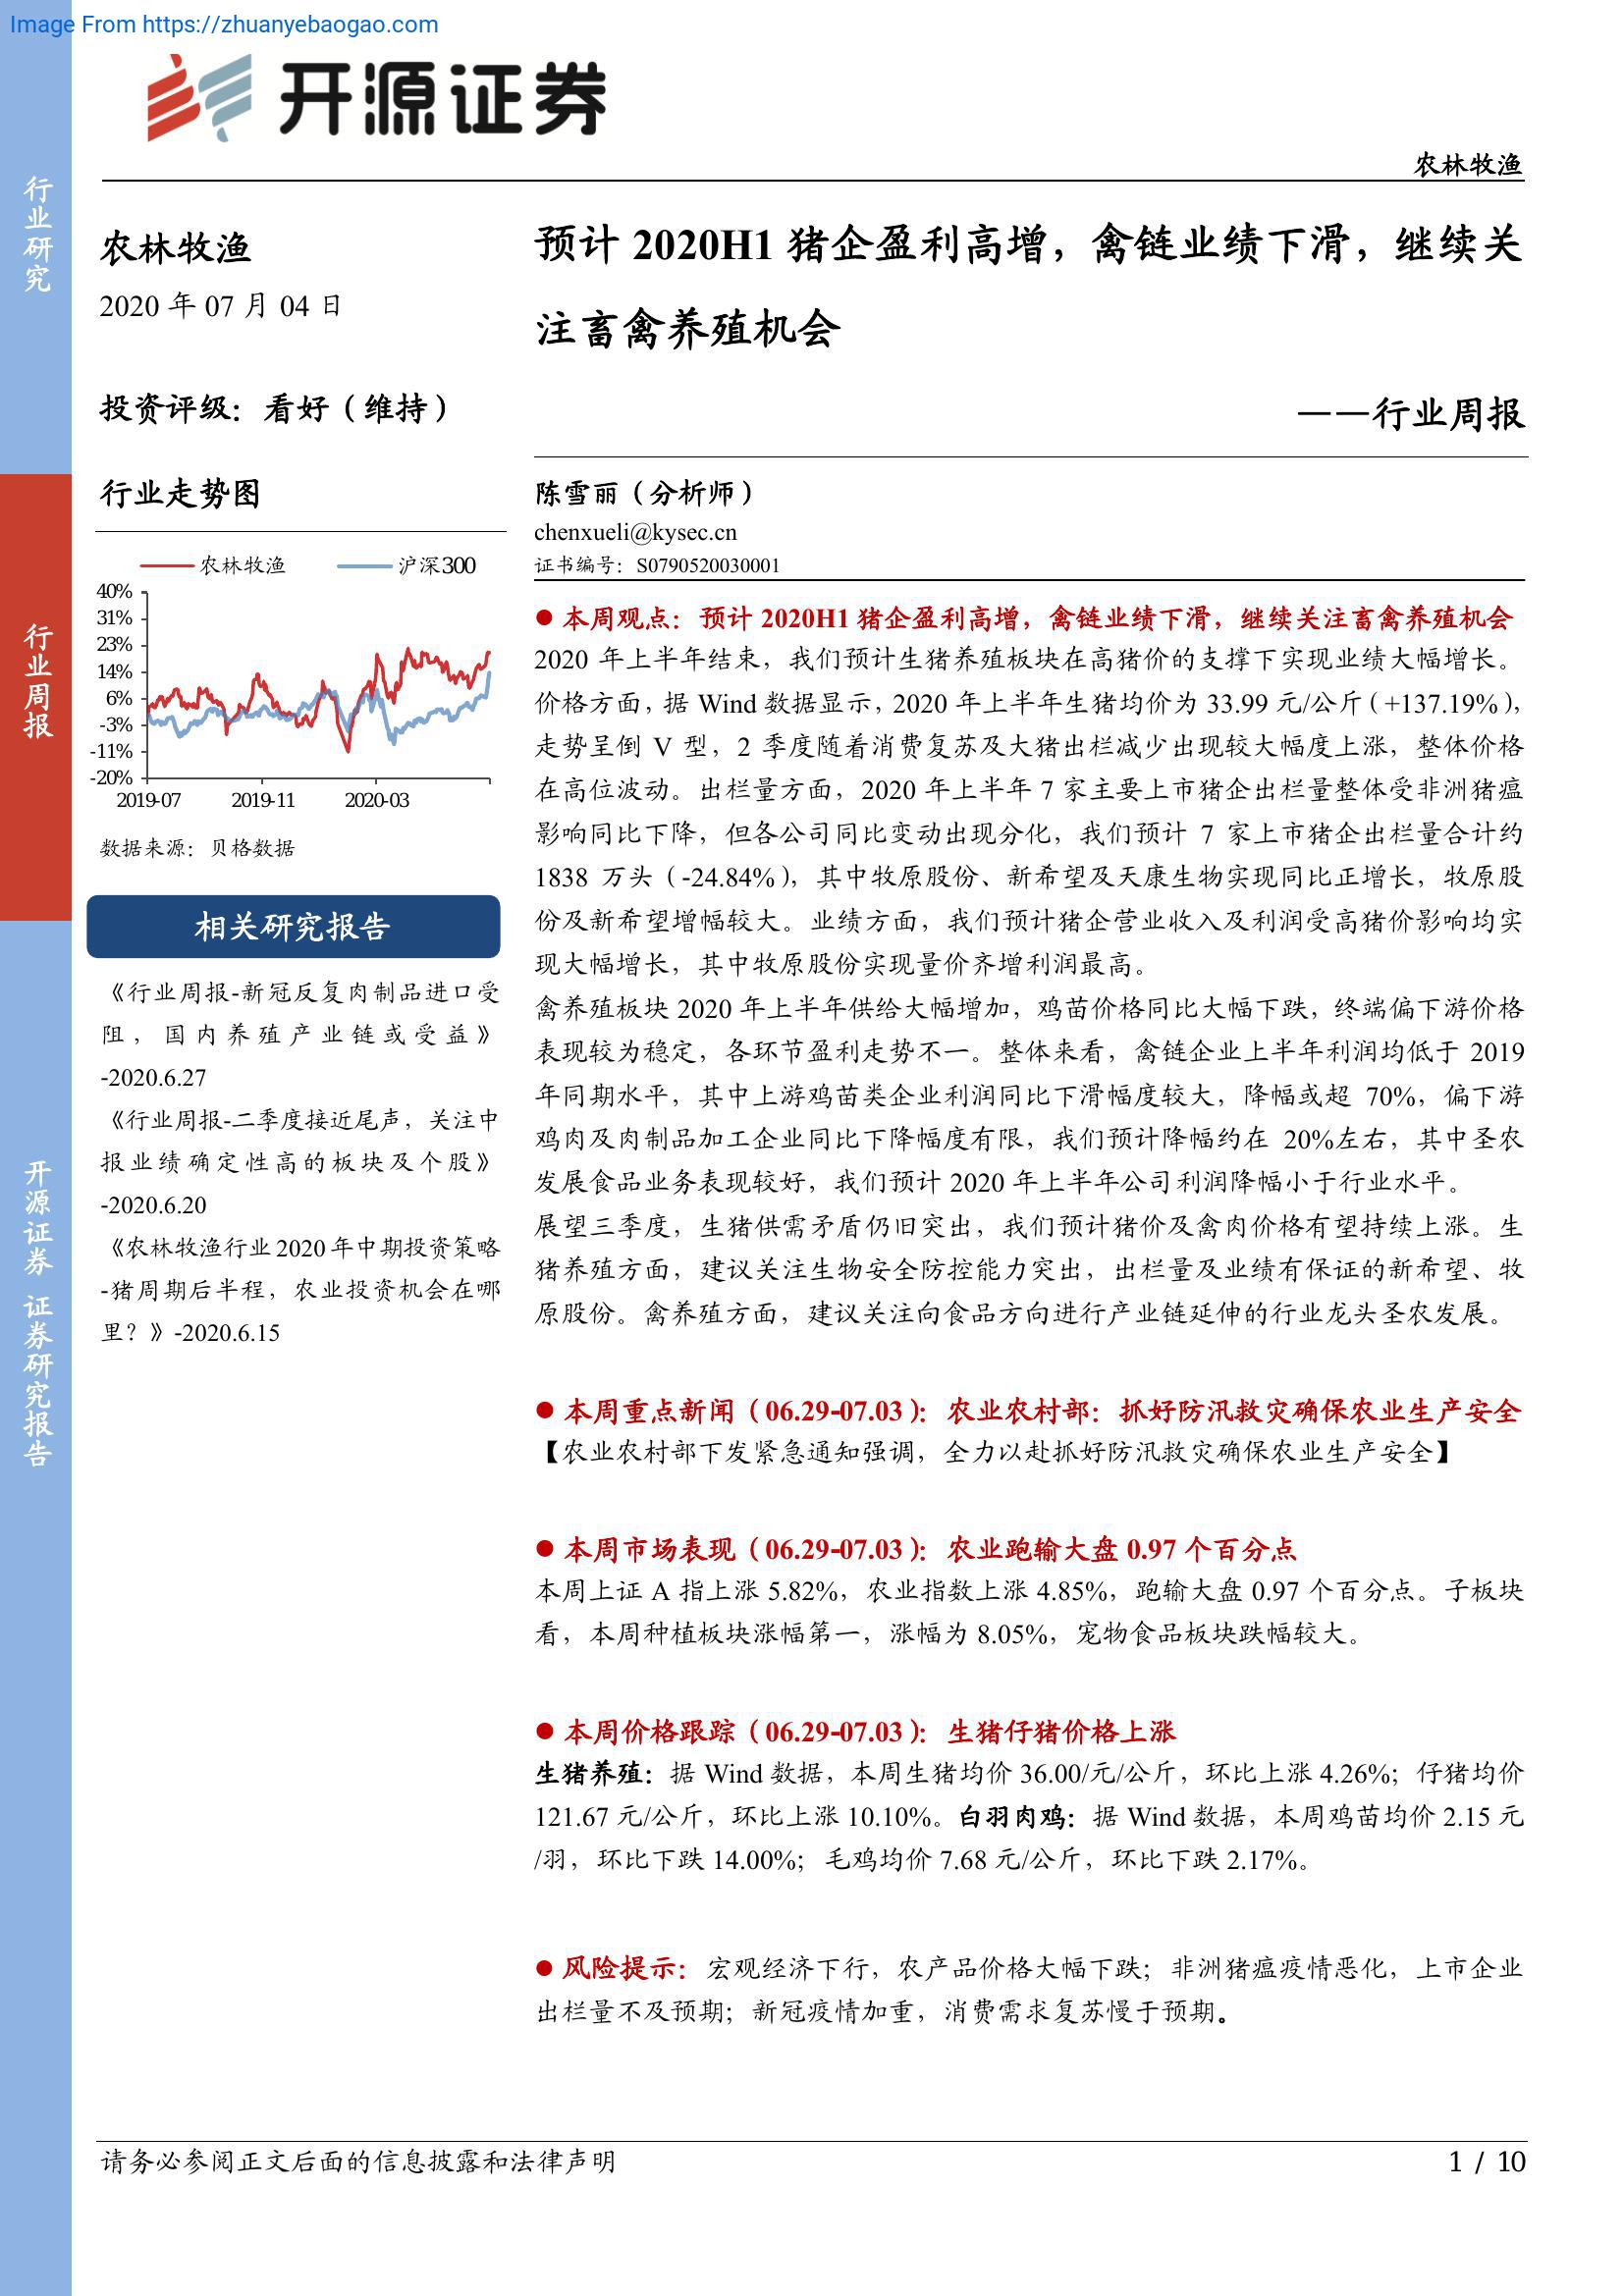 Image From https://zhuanyebaogao.com
开源证券
农林牧渔
行业研究
行业周报
开源证券 证券研究报告
农林牧渔
2020 年 07 月 04 日
投资评级：看好（维持）
行业走势图
农林牧渔 沪深300
40%
31%
23%
14%
6%
-3%
-11%
-20%
2019-07 2019-11 2020-03
数据来源：贝格数据
相关研究报告
《行业周报-新冠反复肉制品进口受
阻，国内养殖产业链或受益》
-2020.6.27
《行业周报-二季度接近尾声，关注中
报业绩确定性高的板块及个股》
-2020.6.20
《农林牧渔行业 2020 年中期投资策略
-猪周期后半程，农业投资机会在哪
里？》-2020.6.15
预计 2020H1 猪企盈利高增，禽链业绩下滑，继续关
注畜禽养殖机会
——行业周报
陈雪丽（分析师）
chenxueli@kysec.cn
证书编号：S0790520030001
● 本周观点：预计 2020H1 猪企盈利高增，禽链业绩下滑，继续关注畜禽养殖机会
2020 年上半年结束，我们预计生猪养殖板块在高猪价的支撑下实现业绩大幅增长。
价格方面，据 Wind 数据显示，2020 年上半年生猪均价为 33.99 元/公斤（+137.19%），
走势呈倒 V 型，2 季度随着消费复苏及大猪出栏减少出现较大幅度上涨，整体价格
在高位波动。出栏量方面，2020 年上半年 7 家主要上市猪企出栏量整体受非洲猪瘟
影响同比下降，但各公司同比变动出现分化，我们预计 7 家上市猪企出栏量合计约
1838 万头（-24.84%），其中牧原股份、新希望及天康生物实现同比正增长，牧原股
份及新希望增幅较大。业绩方面，我们预计猪企营业收入及利润受高猪价影响均实
现大幅增长，其中牧原股份实现量价齐增利润最高。
禽养殖板块 2020 年上半年供给大幅增加，鸡苗价格同比大幅下跌，终端偏下游价格
表现较为稳定，各环节盈利走势不一。整体来看，禽链企业上半年利润均低于 2019
年同期水平，其中上游鸡苗类企业利润同比下滑幅度较大，降幅或超 70%，偏下游
鸡肉及肉制品加工企业同比下降幅度有限，我们预计降幅约在 20%左右，其中圣农
发展食品业务表现较好，我们预计 2020 年上半年公司利润降幅小于行业水平。
展望三季度，生猪供需矛盾仍旧突出，我们预计猪价及禽肉价格有望持续上涨。生
猪养殖方面，建议关注生物安全防控能力突出，出栏量及业绩有保证的新希望、牧
原股份。禽养殖方面，建议关注向食品方向进行产业链延伸的行业龙头圣农发展。
● 本周重点新闻（06.29-07.03）：农业农村部：抓好防汛救灾确保农业生产安全
【农业农村部下发紧急通知强调，全力以赴抓好防汛救灾确保农业生产安全】
● 本周市场表现（06.29-07.03）：农业跑输大盘 0.97 个百分点
本周上证 A 指上涨 5.82%，农业指数上涨 4.85%，跑输大盘 0.97 个百分点。子板块
看，本周种植板块涨幅第一，涨幅为 8.05%，宠物食品板块跌幅较大。
● 本周价格跟踪（06.29-07.03）：生猪仔猪价格上涨
生猪养殖：据 Wind 数据，本周生猪均价 36.00/元/公斤，环比上涨 4.26%；仔猪均价
121.67 元/公斤，环比上涨 10.10%。白羽肉鸡：据 Wind 数据，本周鸡苗均价 2.15 元
/羽，环比下跌 14.00%；毛鸡均价 7.68 元/公斤，环比下跌 2.17%。
● 风险提示：宏观经济下行，农产品价格大幅下跌；非洲猪瘟疫情恶化，上市企业
出栏量不及预期；新冠疫情加重，消费需求复苏慢于预期。
请务必参阅正文后面的信息披露和法律声明
1 / 10